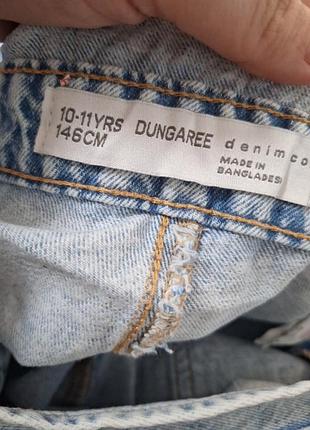 10-11YRS DUNGAREE denimco
146CM
MADE IN
BANGLADESH